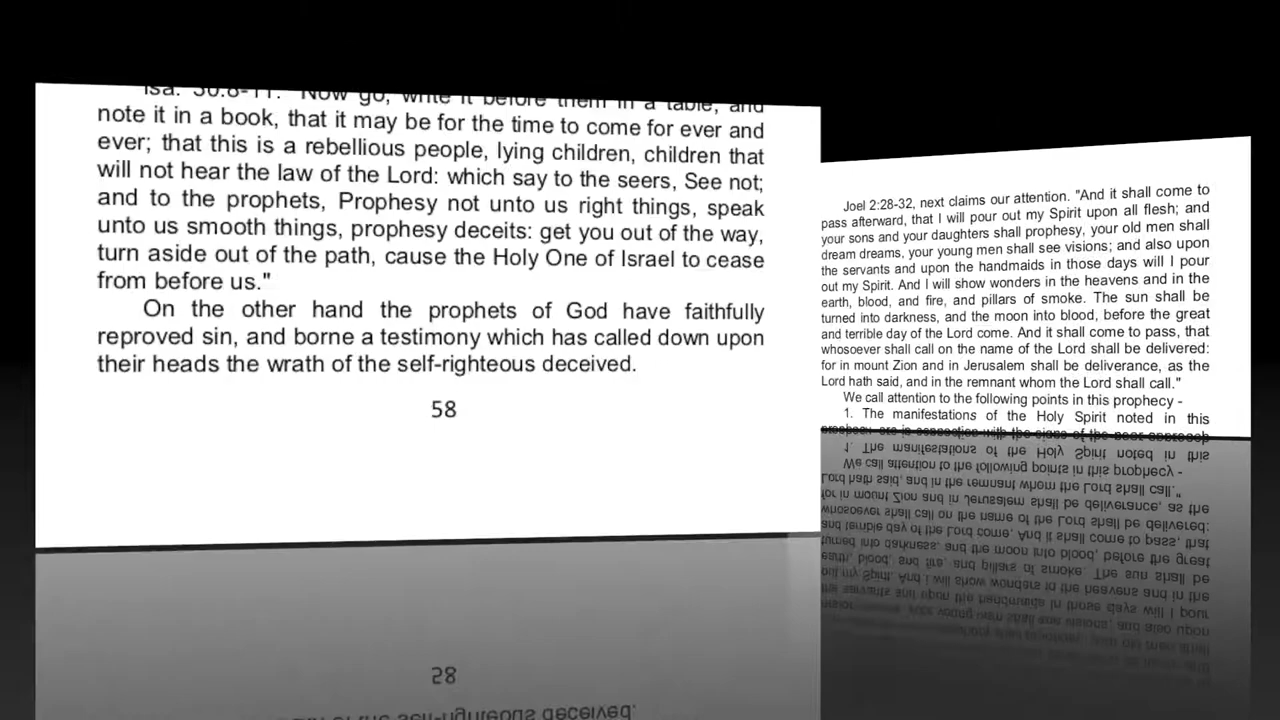 Isa. 30:8-11. "Now go, write it before them in a table, and
note it in a book, that it may be for the time to come for ever and
ever; that this is a rebellious people, lying children, children that
will not hear the law of the Lord: which say to the seers, See not;
and to the prophets, Prophesy not unto us right things, speak
unto us smooth things, prophesy deceits: get you out of the way,
turn aside out of the path, cause the Holy One of Israel to cease
from before us."
On the other hand the prophets of God have faithfully
reproved sin, and borne a testimony which has called down upon
their heads the wrath of the self-righteous deceived.
58
Joel 2:28-32, next claims our attention. "And it shall come to
pass afterward, that I will pour out my Spirit upon all flesh; and
your sons and your daughters shall prophesy, your old men shall
dream dreams, your young men shall see visions; and also upon
the servants and upon the handmaids in those days will I pour
out my Spirit. And I will show wonders in the heavens and in the
earth, blood, and fire, and pillars of smoke. The sun shall be
turned into darkness, and the moon into blood, before the great
and terrible day of the Lord come. And it shall come to pass, that
whosoever shall call on the name of the Lord shall be delivered:
for in mount Zion and in Jerusalem shall be deliverance, as the
Lord hath said, and in the remnant whom the Lord shall call."
We call attention to the following points in this prophecy -
1. The manifestations of the Holy Spirit noted in this